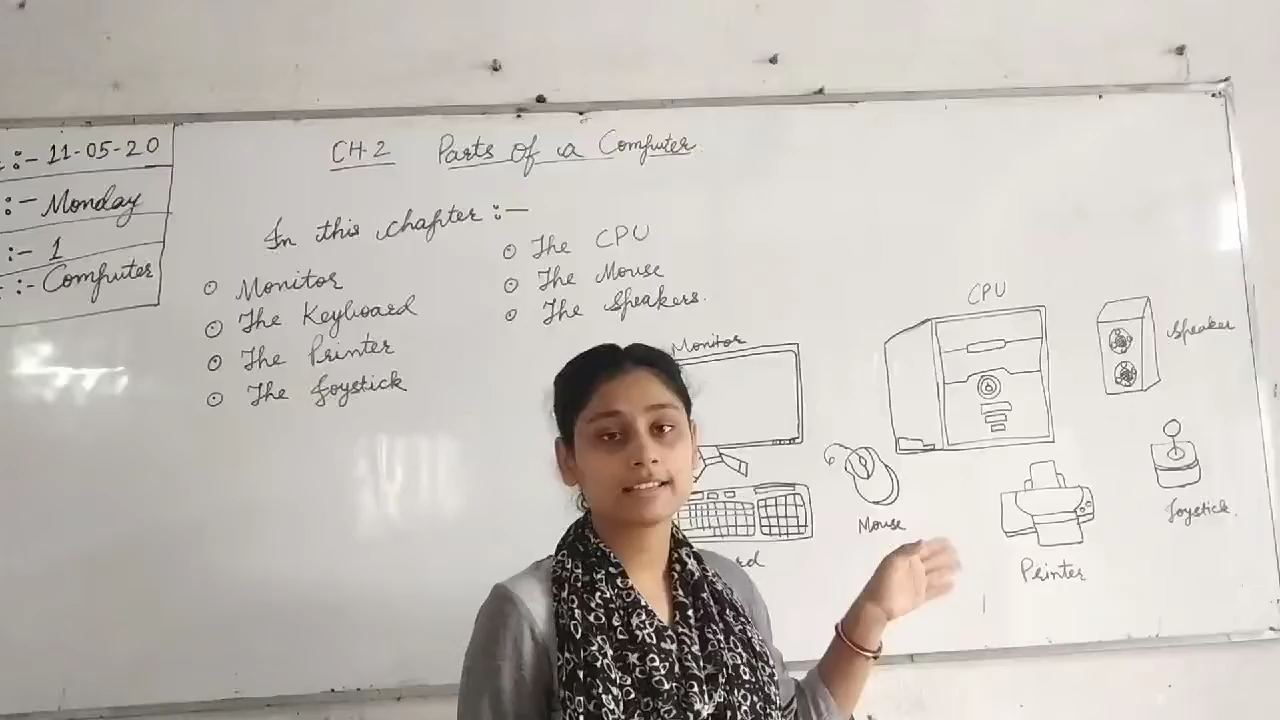 :- 11-05-20
:- Monday
:- 1
:- Computer
CH-2 Parts of a Computer
In this chapter :-
Monitor
The Keyboard
The Printer
The Joystick
The CPU
The Mouse
The Speakers.
Monitor
CPU
Speaker
Mouse
Joystick.
rd
Printer